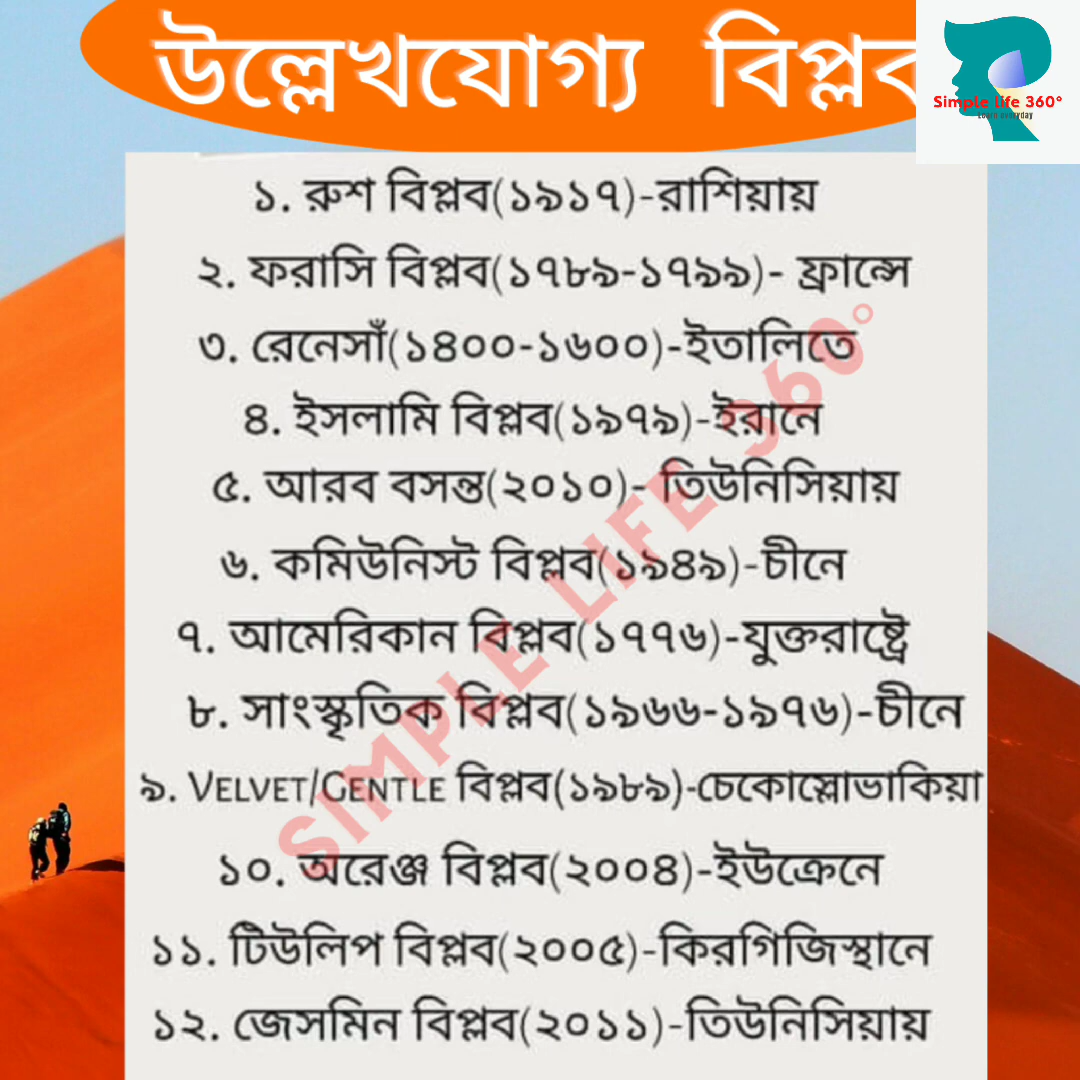 উল্লেখযোগ্য বিপ্লব
Simple life 360°
Learn everyday
১. রুশ বিপ্লব(১৯১৭)-রাশিয়ায়
২. ফরাসি বিপ্লব(১৭৮৯-১৭৯৯)- ফ্রান্সে
৩. রেনেসাঁ(১৪০০-১৬০০)-ইতালিতে
৪. ইসলামি বিপ্লব(১৯৭৯)-ইরানে
৫. আরব বসন্ত(২০১০)- তিউনিসিয়ায়
৬. কমিউনিস্ট বিপ্লব(১৯৪৯)-চীনে
৭. আমেরিকান বিপ্লব(১৭৭৬)-যুক্তরাষ্ট্রে
৮. সাংস্কৃতিক বিপ্লব(১৯৬৬-১৯৭৬)-চীনে
৯. VELVET/GENTLE বিপ্লব(১৯৮৯)-চেকোস্লোভাকিয়া
১০. অরেঞ্জ বিপ্লব(২০০৪)-ইউক্রেনে
১১. টিউলিপ বিপ্লব(২০০৫)-কিরগিজিস্থানে
১২. জেসমিন বিপ্লব(২০১১)-তিউনিসিয়ায়
SIMPLE LIFE 360°